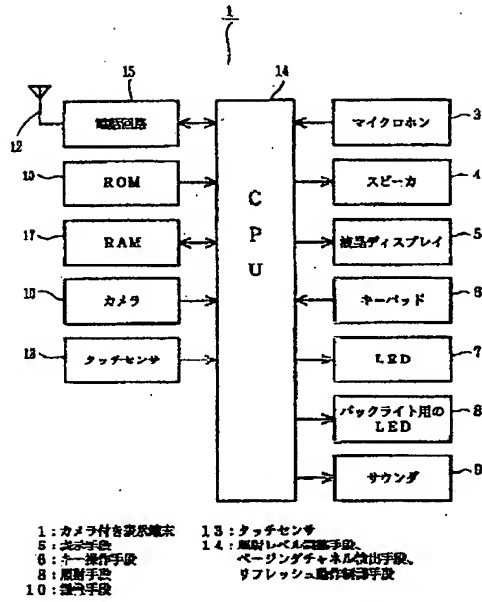 1
15
14
12
電話回路
マイクロホン
3
ROM
スピーカ
4
17
RAM
CPU
液晶ディスプレイ
5
カメラ
キーパッド
13
タッチセンサ
LED
7
バックライト用の
LED
8
サウンダ
9
1:カメラ付き表示端末
5:表示手段
6:キー操作手段
8:照射手段
10:撮像手段
13:タッチセンサ
14:照射レベル調整手段、
ページングチャネル検出手段、
リフレッシュ動作制御手段